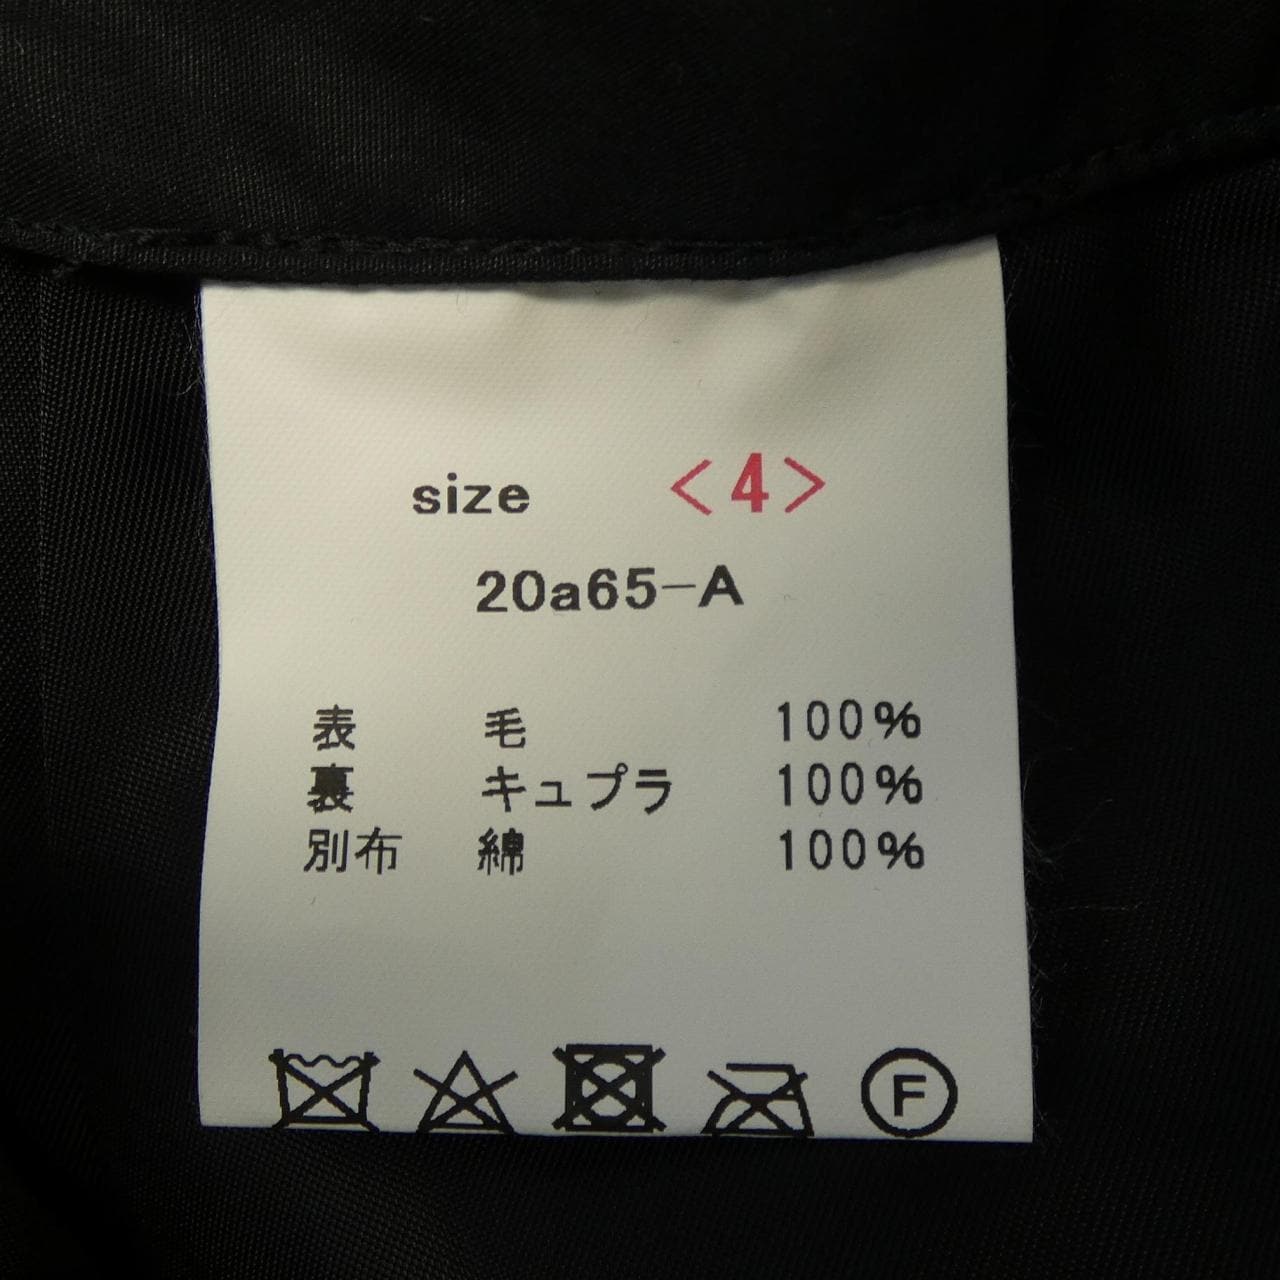 size <4>
20a65-A
表 毛 100%
裏 キュプラ 100%
別布 綿 100%
F